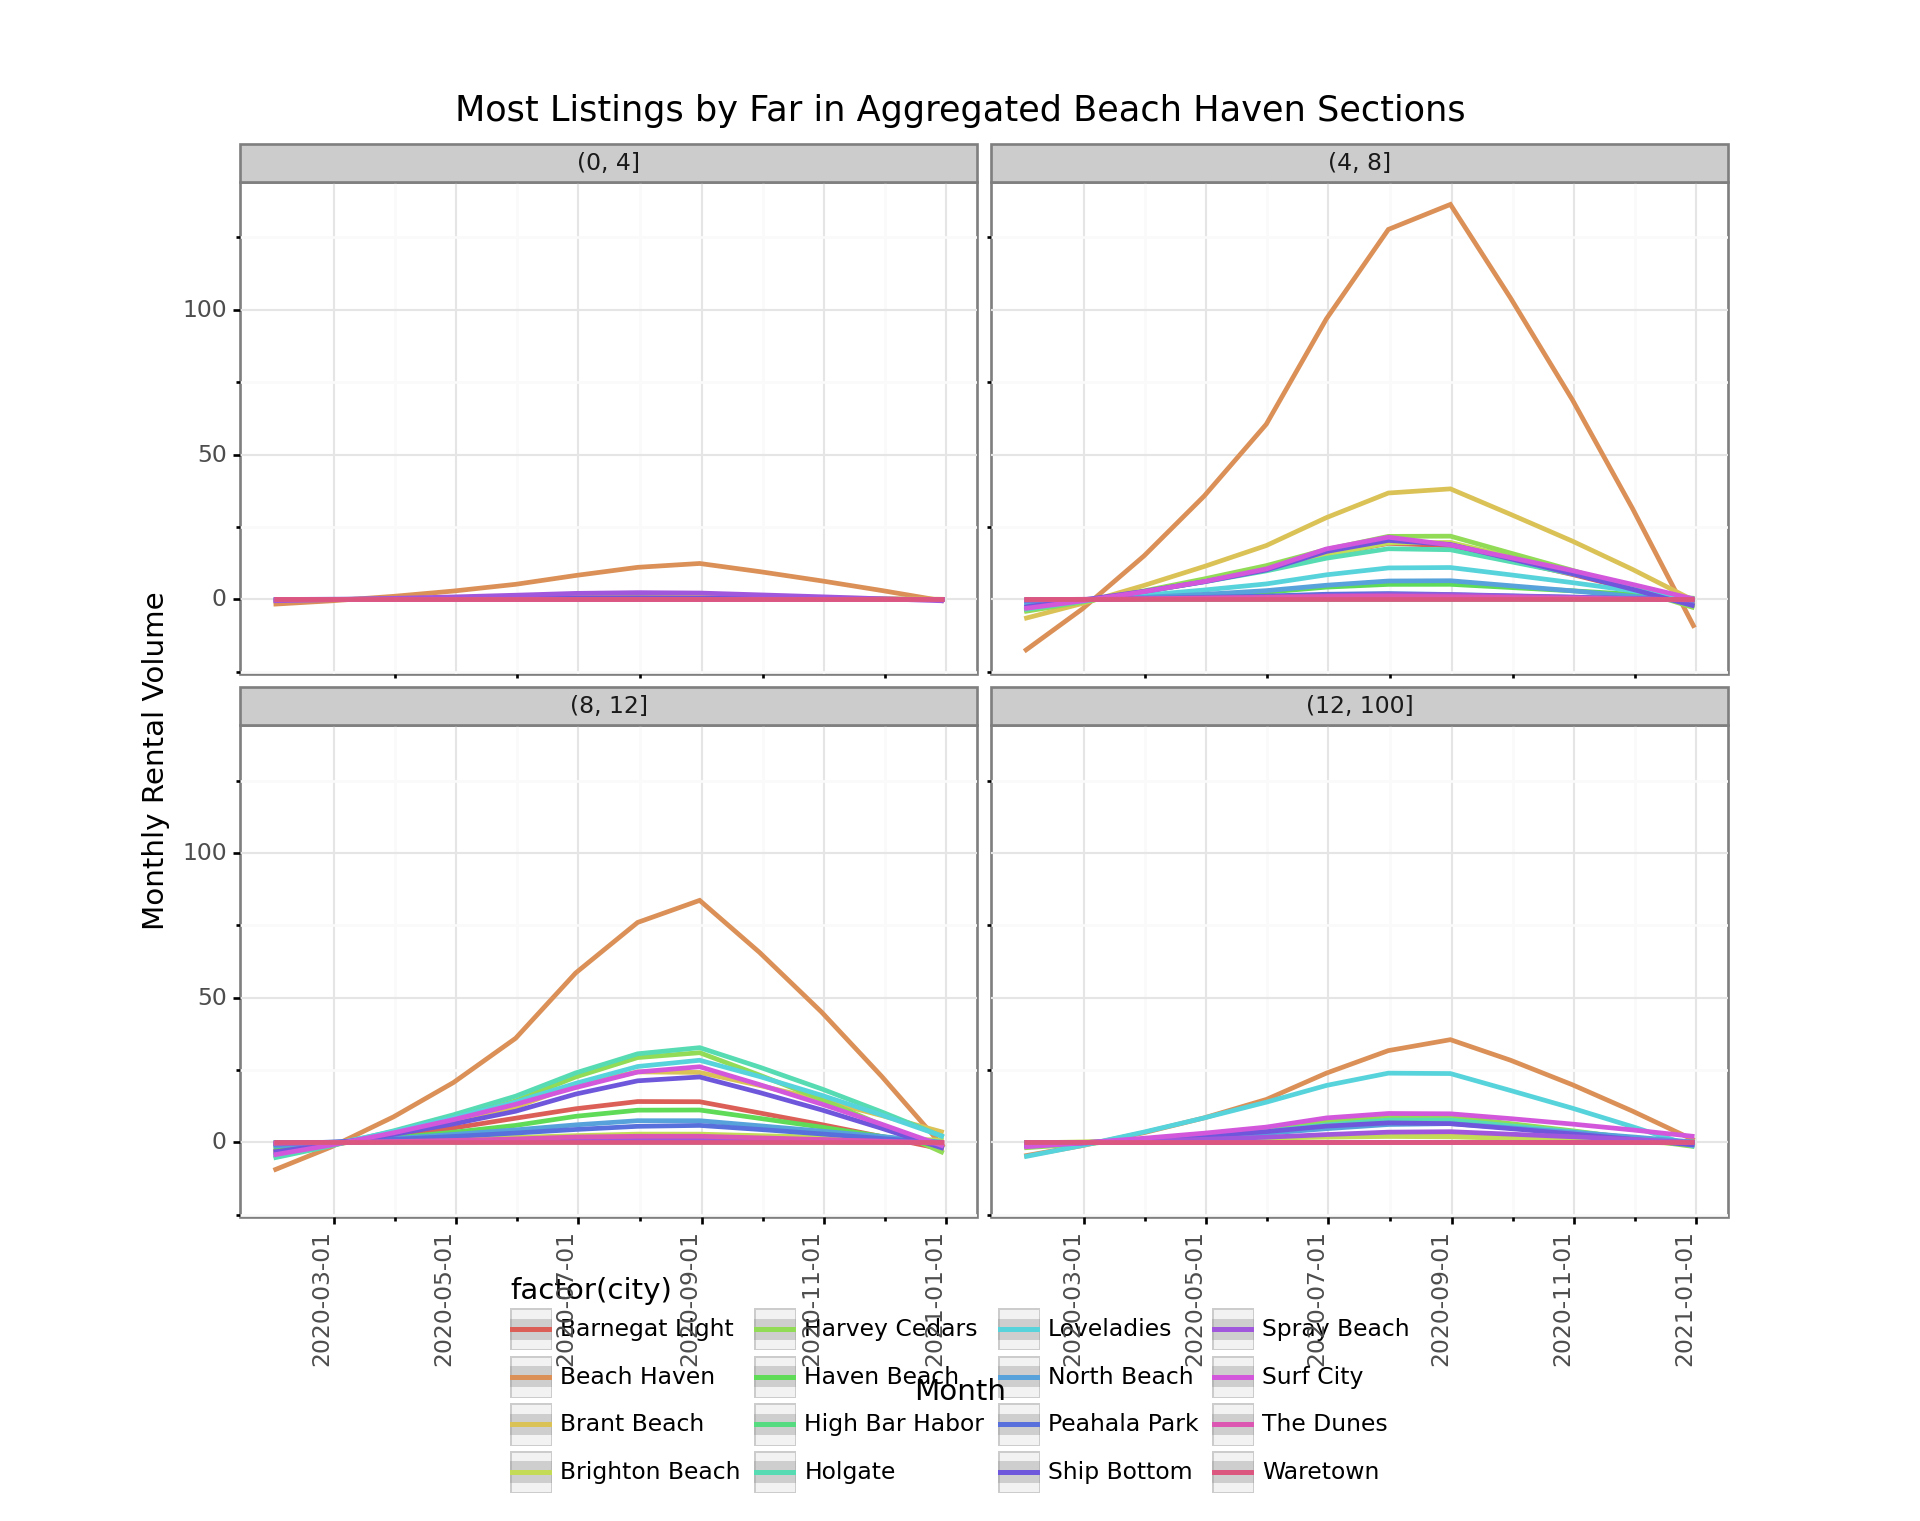 Most Listings by Far in Aggregated Beach Haven Sections
(0, 4]
(4, 8]
100
50
0
(8, 12]
(12, 100]
100
50
0
Monthly Rental Volume
2020-03-01
2020-05-01
2020-07-01
2020-09-01
2020-11-01
2021-01-01
2020-03-01
2020-05-01
2020-07-01
2020-09-01
2020-11-01
2021-01-01
Month
factor(city)
Barnegat Light
Harvey Cedars
Loveladies
Spray Beach
Beach Haven
Haven Beach
North Beach
Surf City
Brant Beach
High Bar Habor
Peahala Park
The Dunes
Brighton Beach
Holgate
Ship Bottom
Waretown